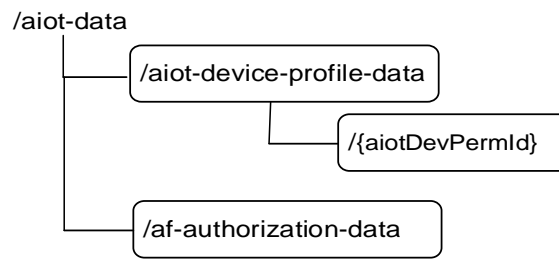 /aiot-data
/aiot-device-profile-data
/{aiotDevPermId}
/af-authorization-data